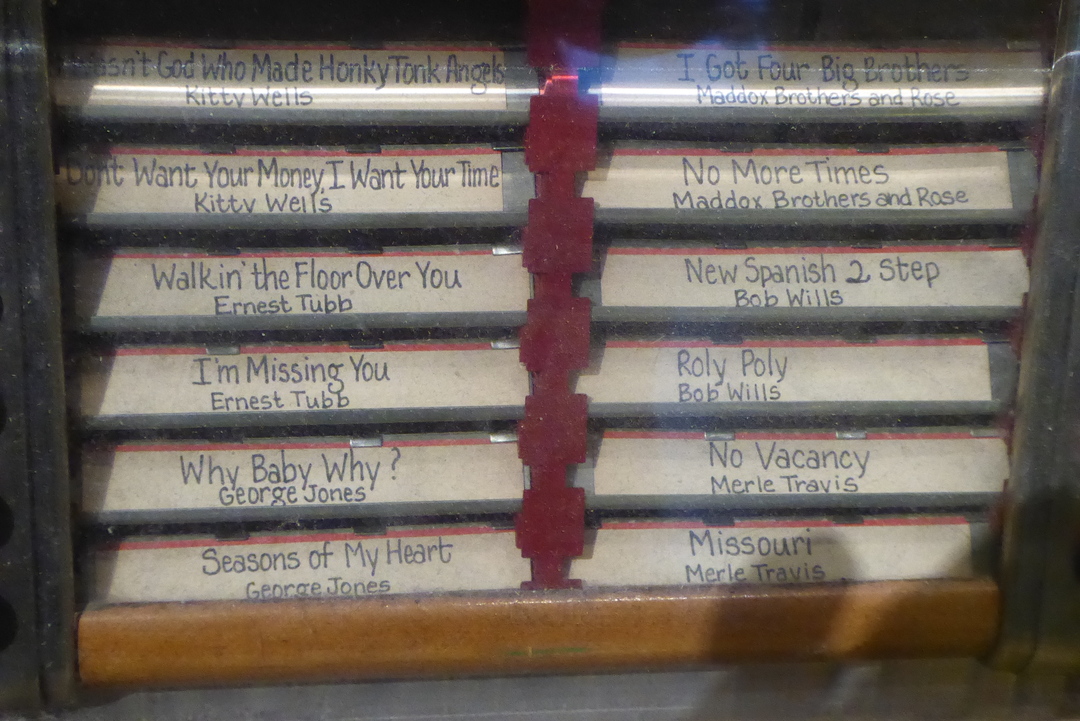 Wasn't God Who Made Honky Tonk Angels
Kitty Wells
Don't Want Your Money, I Want Your Time
Kitty Wells
Walkin' the Floor Over You
Ernest Tubb
I'm Missing You
Ernest Tubb
Why Baby Why?
George Jones
Seasons of My Heart
George Jones
I Got Four Big Brothers
Maddox Brothers and Rose
No More Times
Maddox Brothers and Rose
New Spanish 2 Step
Bob Wills
Roly Poly
Bob Wills
No Vacancy
Merle Travis
Missouri
Merle Travis